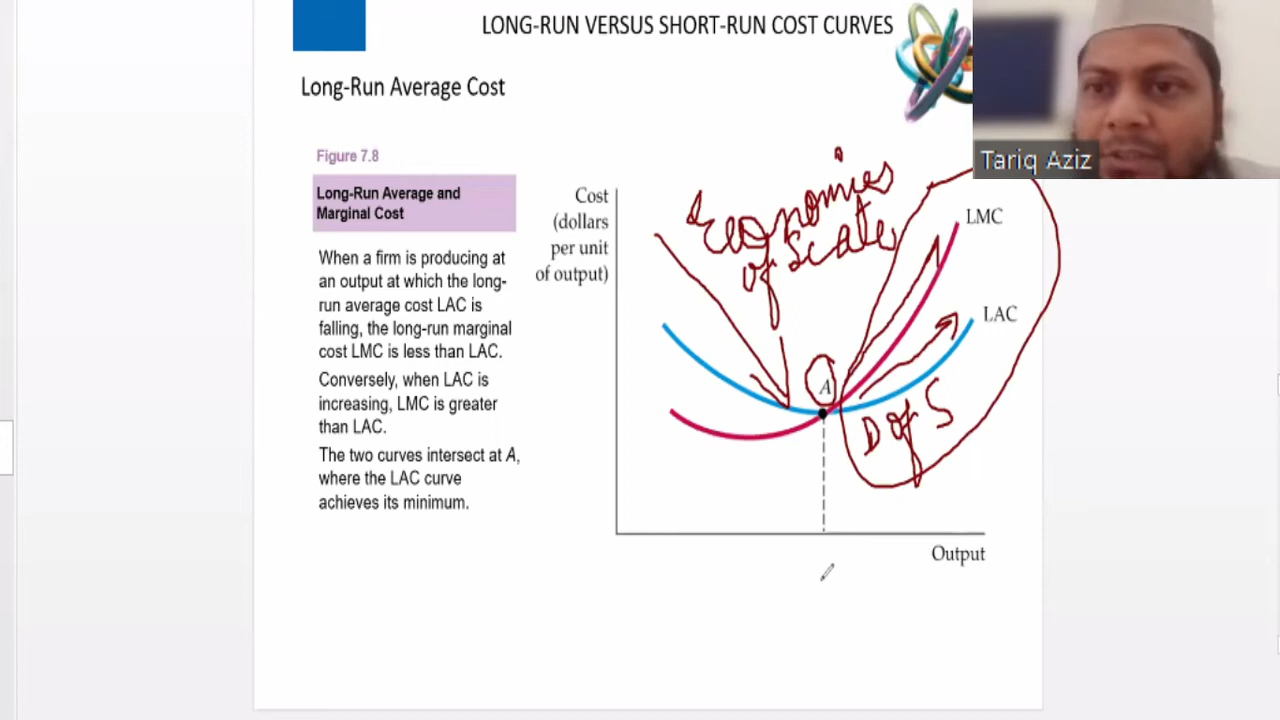 LONG-RUN VERSUS SHORT-RUN COST CURVES
Long-Run Average Cost
Tariq Aziz
Figure 7.8
Long-Run Average and
Marginal Cost
When a firm is producing at
an output at which the long-
run average cost LAC is
falling, the long-run marginal
cost LMC is less than LAC.
Conversely, when LAC is
increasing, LMC is greater
than LAC.
The two curves intersect at A,
where the LAC curve
achieves its minimum.
Cost
(dollars
per unit
of output)
Economies
of Scale
LMC
LAC
A
D of S
Output